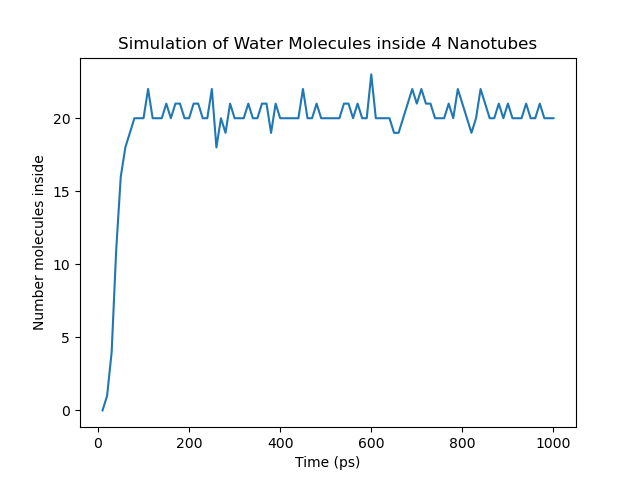 Simulation of Water Molecules inside 4 Nanotubes
Number molecules inside
20
15
10
5
0
0 200 400 600 800 1000
Time (ps)